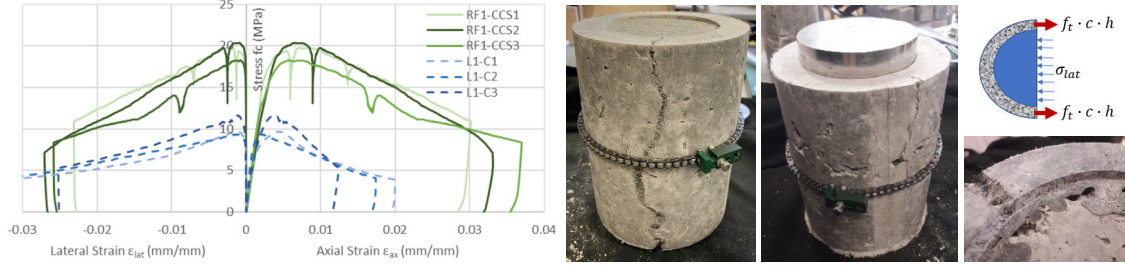 25
20
15
10
5
0
Stress fc (MPa)
RF1-CCS1
RF1-CCS2
RF1-CCS3
L1-C1
L1-C2
L1-C3
-0.03 -0.02 -0.01 0 0.01 0.02 0.03 0.04
Lateral Strain εlat (mm/mm) Axial Strain εax (mm/mm)
ft · c · h
σlat
ft · c · h